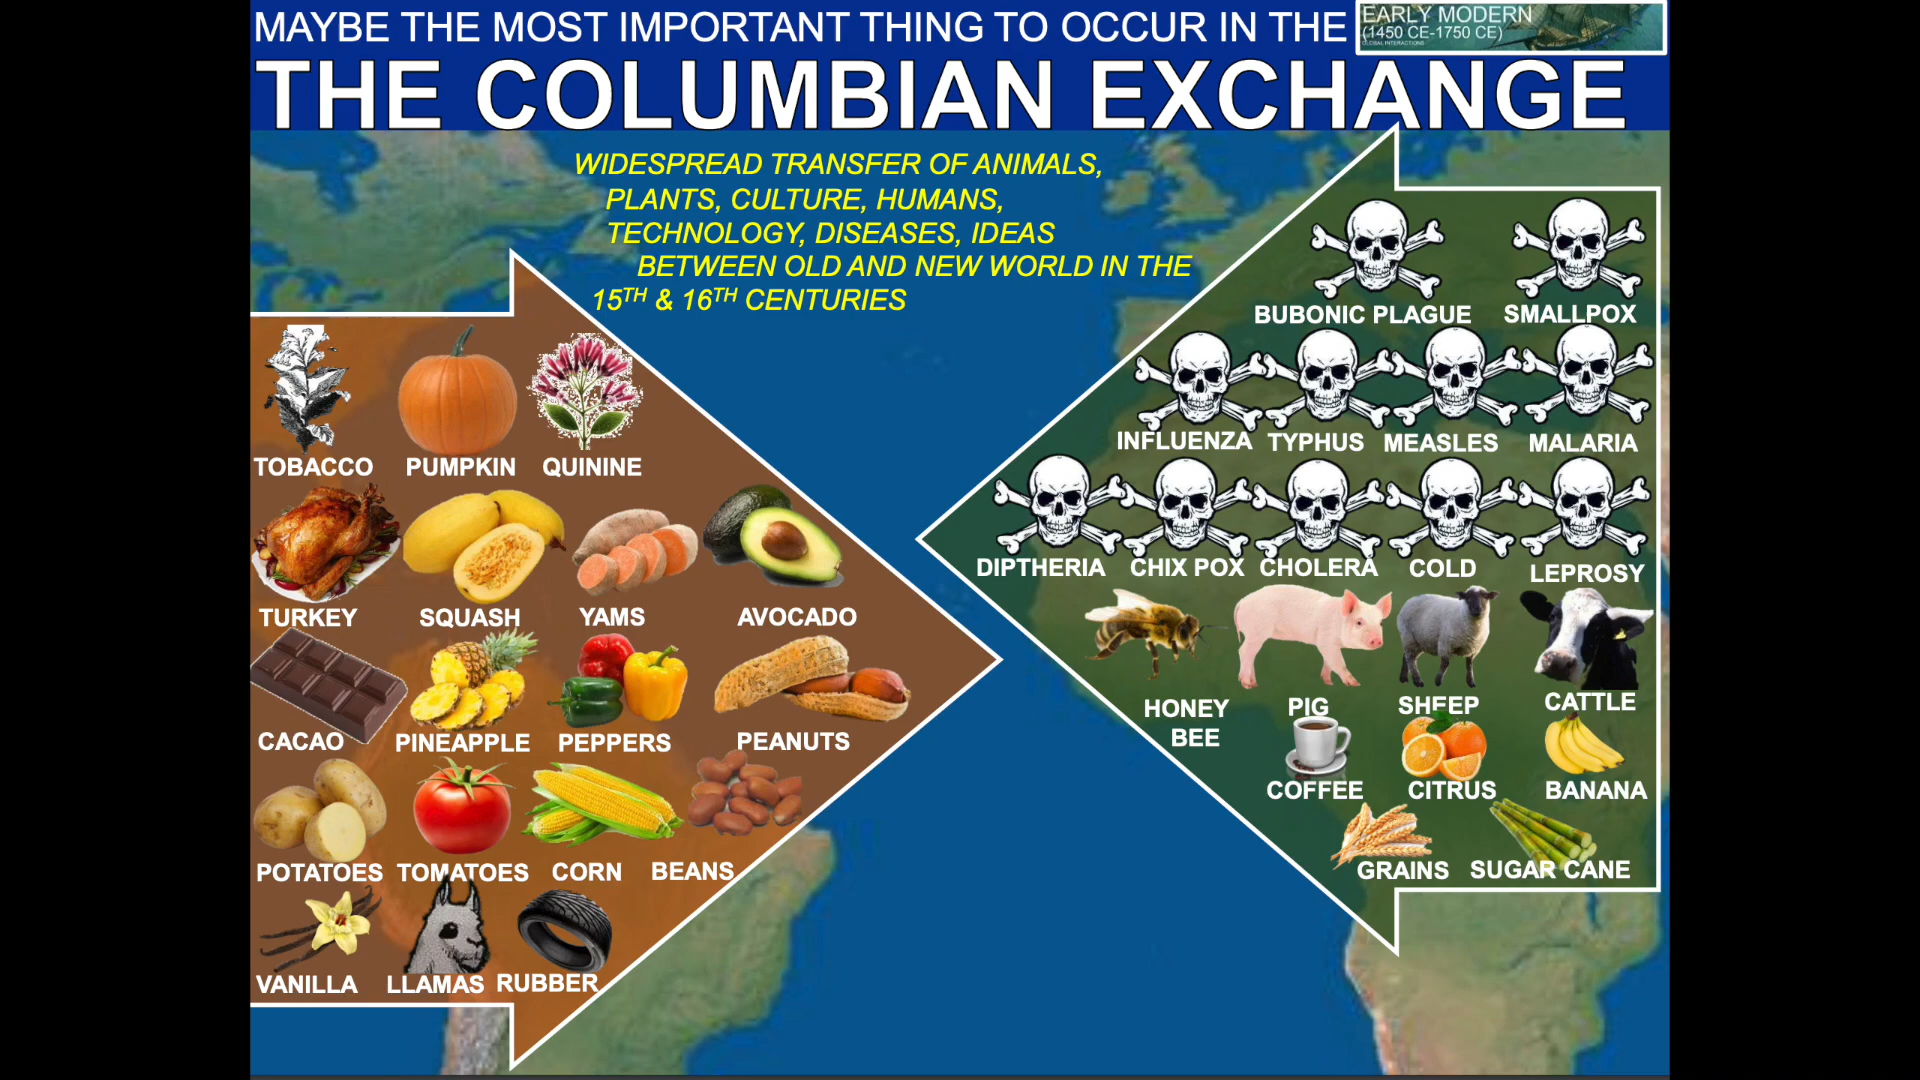 MAYBE THE MOST IMPORTANT THING TO OCCUR IN THE
EARLY MODERN
(1450 CE-1750 CE)
GLOBAL INTERACTIONS
THE COLUMBIAN EXCHANGE
WIDESPREAD TRANSFER OF ANIMALS,
PLANTS, CULTURE, HUMANS,
TECHNOLOGY, DISEASES, IDEAS
BETWEEN OLD AND NEW WORLD IN THE
15TH & 16TH CENTURIES
TOBACCO PUMPKIN QUININE
TURKEY SQUASH YAMS AVOCADO
CACAO PINEAPPLE PEPPERS PEANUTS
POTATOES TOMATOES CORN BEANS
VANILLA LLAMAS RUBBER
BUBONIC PLAGUE SMALLPOX
INFLUENZA TYPHUS MEASLES MALARIA
DIPTHERIA CHIX POX CHOLERA COLD LEPROSY
HONEY BEE PIG SHEEP CATTLE
COFFEE CITRUS BANANA
GRAINS SUGAR CANE